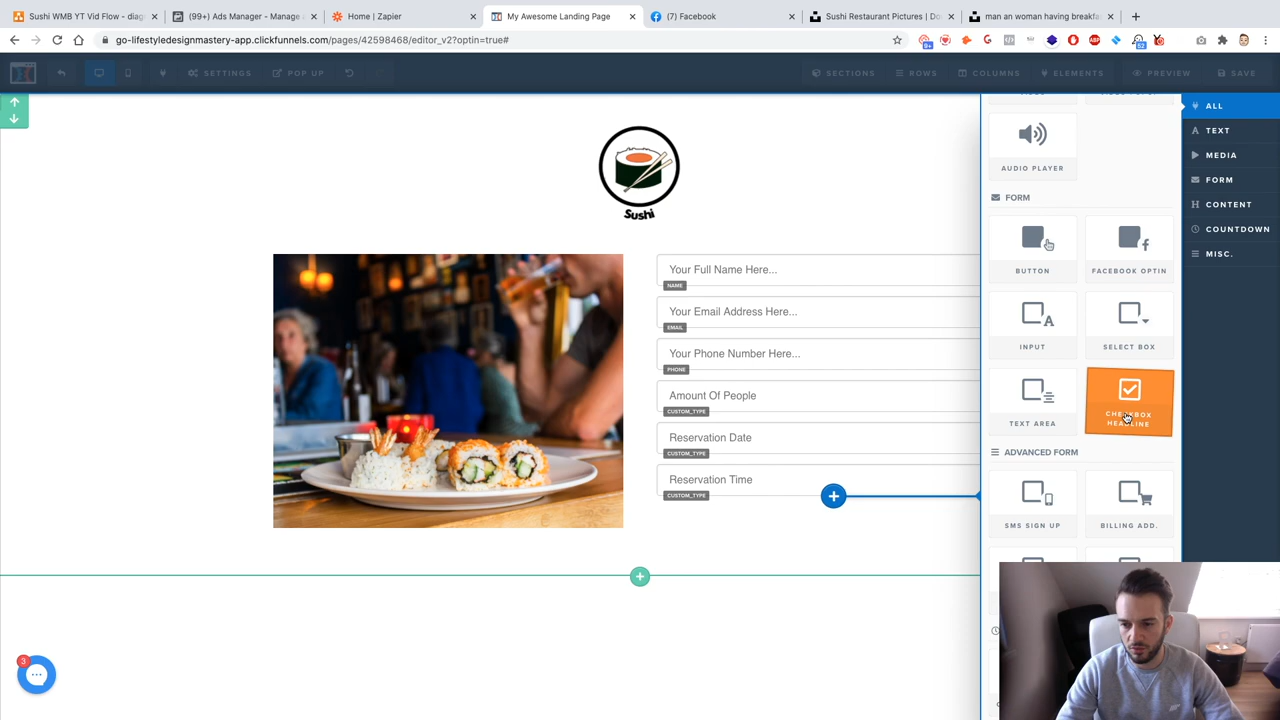 Sushi WMB YT Vid Flow - diag
(99+) Ads Manager - Manage
Home | Zapier
My Awesome Landing Page
(7) Facebook
Sushi Restaurant Pictures | Do
man an woman having breakfa
go-lifestyledesignmastery-app.clickfunnels.com/pages/42598468/editor_v2?optin=true#
9+
52
SETTINGS
POP UP
SECTIONS
ROWS
COLUMNS
ELEMENTS
PREVIEW
SAVE
Sushi
Your Full Name Here...
NAME
Your Email Address Here...
EMAIL
Your Phone Number Here...
PHONE
Amount Of People
CUSTOM_TYPE
Reservation Date
CUSTOM_TYPE
Reservation Time
CUSTOM_TYPE
AUDIO PLAYER
FORM
BUTTON
FACEBOOK OPTIN
INPUT
SELECT BOX
TEXT AREA
CHECKBOX
HEADLINE
ADVANCED FORM
SMS SIGN UP
BILLING ADD.
ALL
TEXT
MEDIA
FORM
CONTENT
COUNTDOWN
MISC.
3